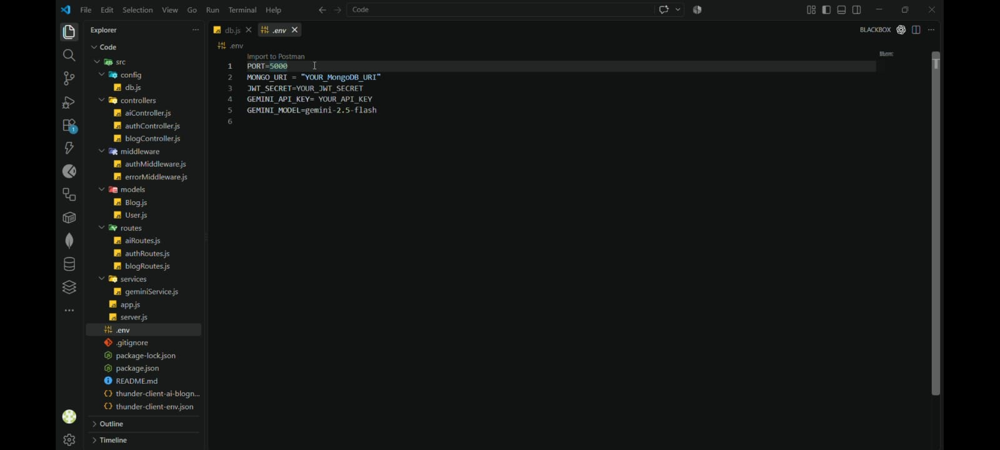 File Edit Selection View Go Run Terminal Help
Code
Explorer
Code
src
config
db.js
controllers
aiController.js
authController.js
blogController.js
middleware
authMiddleware.js
errorMiddleware.js
models
Blog.js
User.js
routes
aiRoutes.js
authRoutes.js
blogRoutes.js
services
geminiService.js
app.js
server.js
.env
.gitignore
package-lock.json
package.json
README.md
thunder-client-ai-blogn...
thunder-client-env.json
Outline
Timeline
1
db.js .env
BLACKBOX
.env
Import to Postman
1 PORT=5000
2 MONGO_URI = "YOUR_MongoDB_URI"
3 JWT_SECRET=YOUR_JWT_SECRET
4 GEMINI_API_KEY= YOUR_API_KEY
5 GEMINI_MODEL=gemini-2.5-flash
6